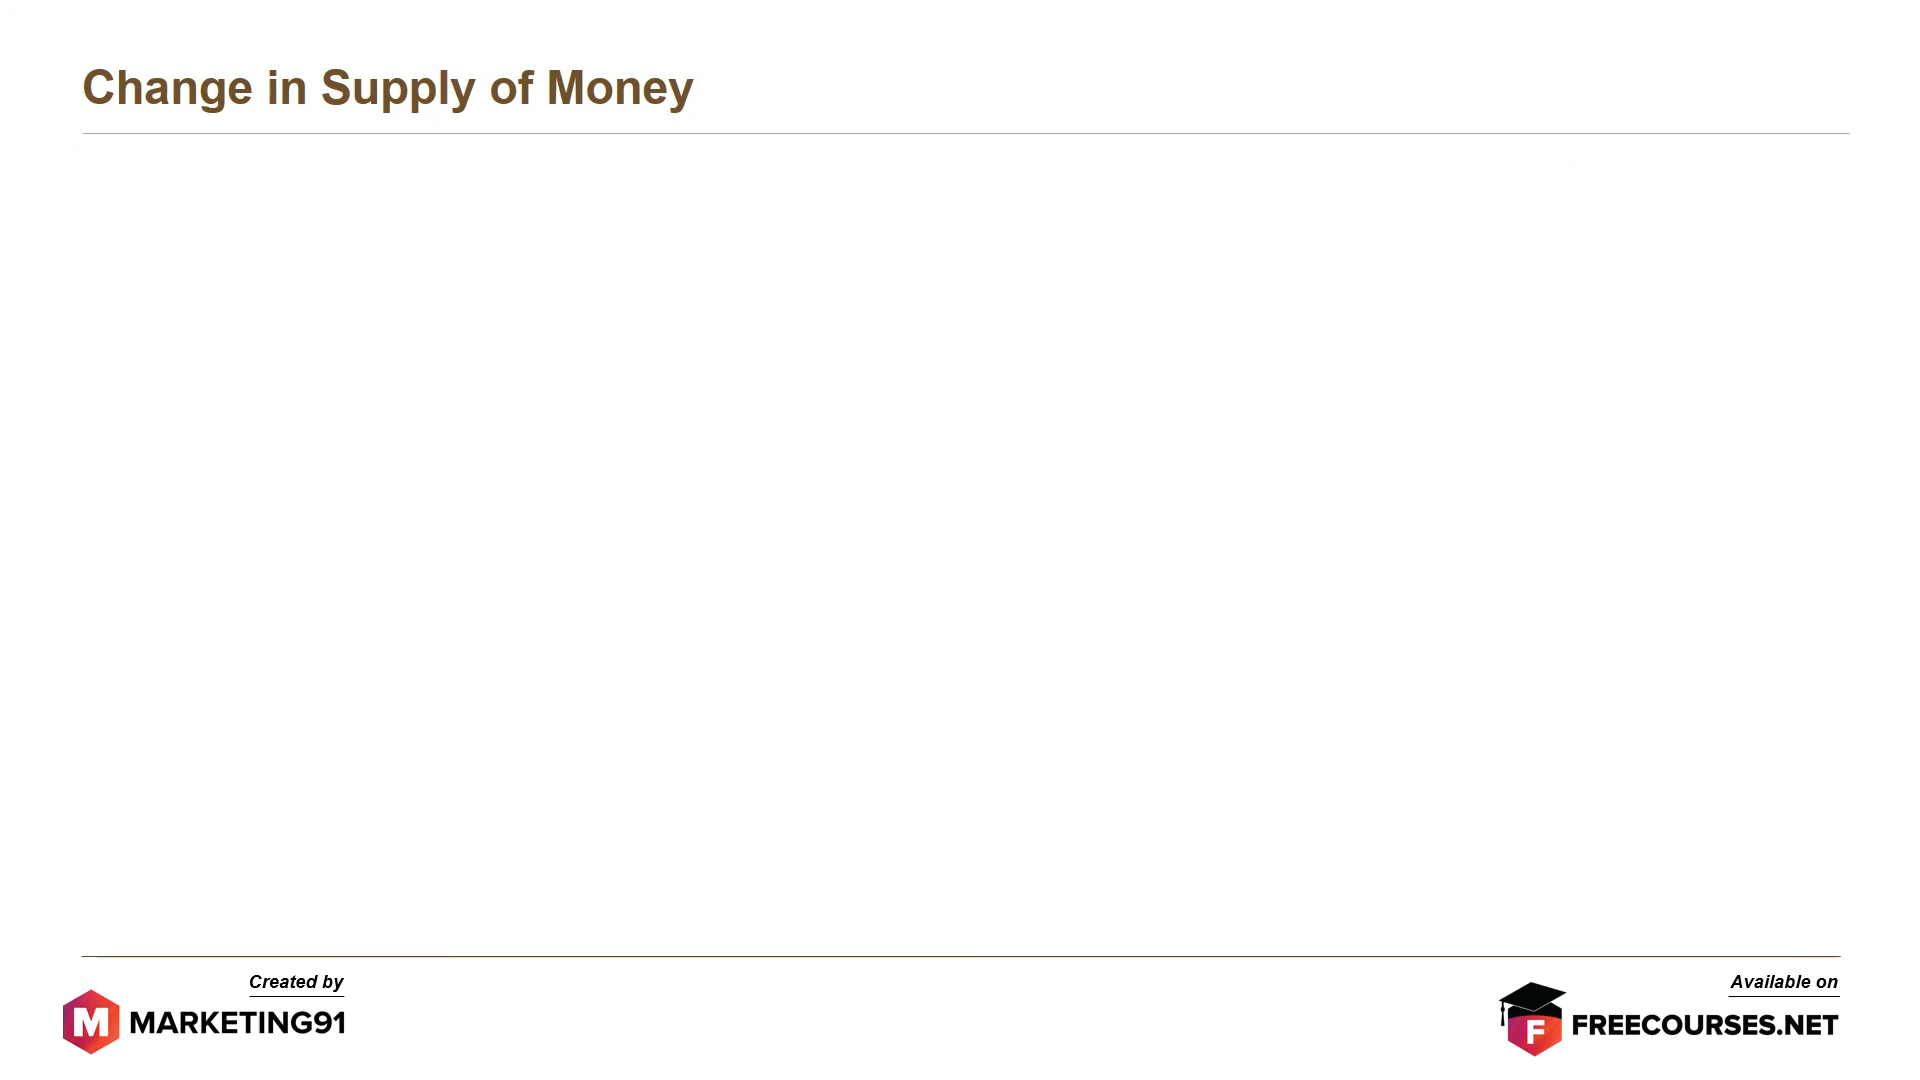 Change in Supply of Money
Created by
M MARKETING91
Available on
F FREECOURSES.NET